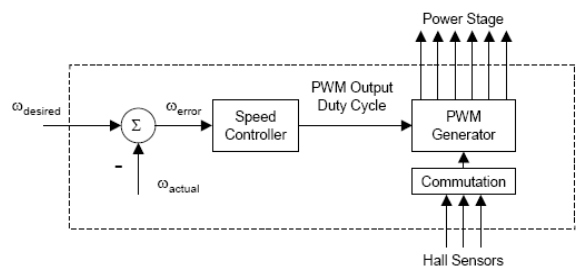 Power Stage
ωdesired
Σ
ωerror
Speed
Controller
PWM Output
Duty Cycle
PWM
Generator
-
ωactual
Commutation
Hall Sensors